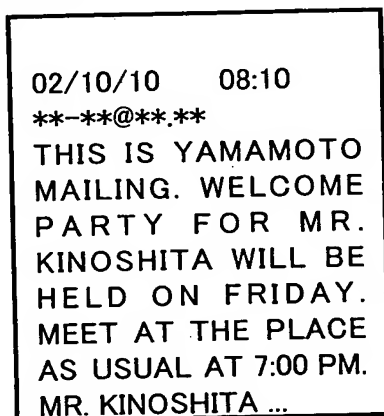 02/10/10 08:10
**-**@**.**
THIS IS YAMAMOTO
MAILING. WELCOME
PARTY FOR MR.
KINOSHITA WILL BE
HELD ON FRIDAY.
MEET AT THE PLACE
AS USUAL AT 7:00 PM.
MR. KINOSHITA ...